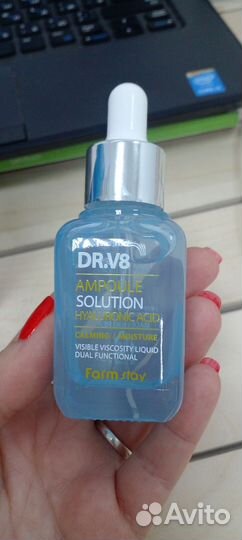 DR.V8
AMPOULE
SOLUTION
HYALURONIC ACID
CALMING / MOISTURE
VISIBLE VISCOSITY LIQUID
DUAL FUNCTIONAL
Farm stay
Avito